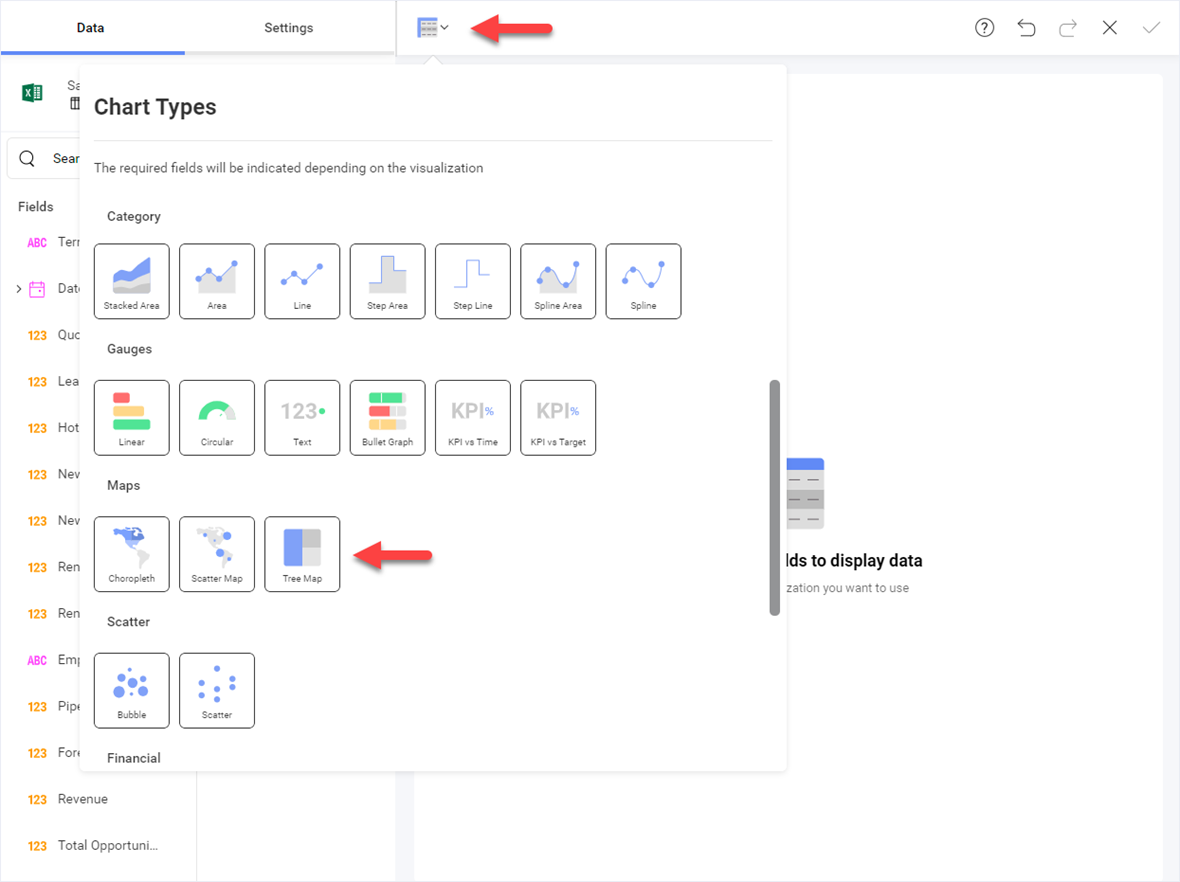 Data
Settings
Chart Types
The required fields will be indicated depending on the visualization
Category
Stacked Area
Area
Line
Step Area
Step Line
Spline Area
Spline
Gauges
Linear
Circular
123
Text
Bullet Graph
KPI%
KPI vs Time
KPI%
KPI vs Target
Maps
Choropleth
Scatter Map
Tree Map
Scatter
Bubble
Scatter
Financial
Sa
Sear
Fields
ABC Terr
Date
123 Quo
123 Lea
123 Hot
123 New
123 New
123 Ren
123 Ren
ABC Emp
123 Pipe
123 Fore
123 Revenue
123 Total Opportuni...
lds to display data
zation you want to use